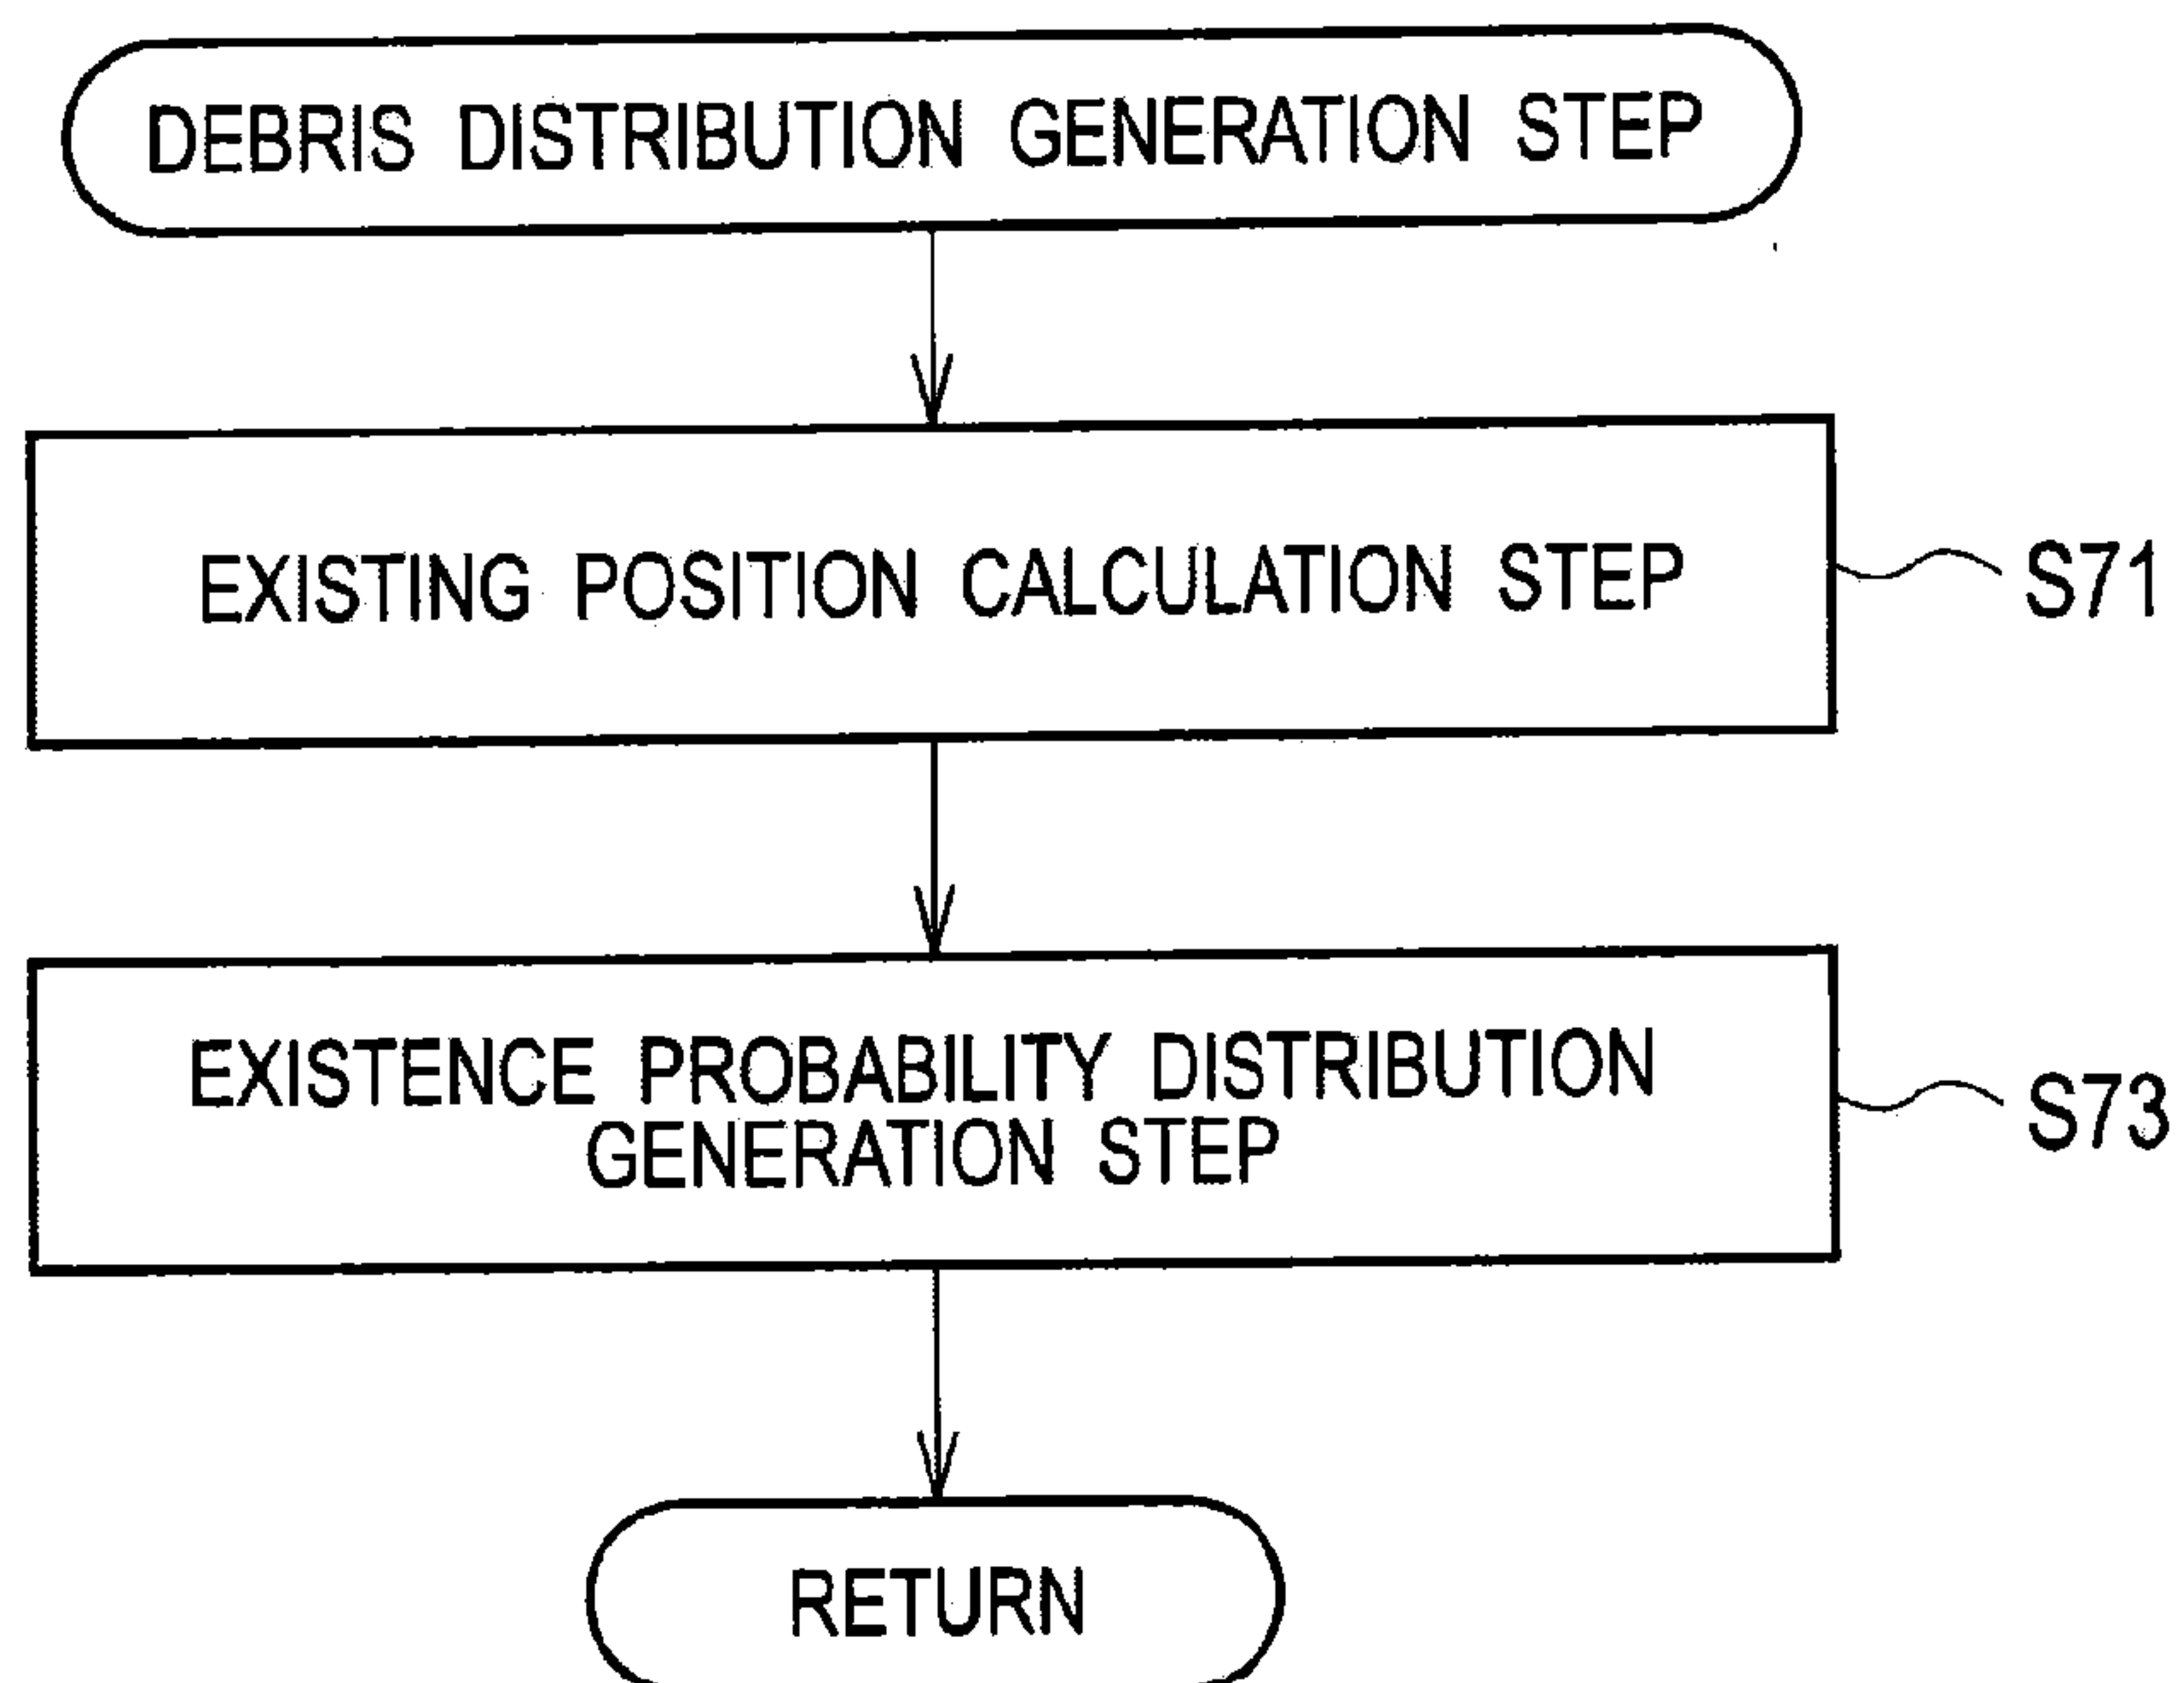 DEBRIS DISTRIBUTION GENERATION STEP
EXISTING POSITION CALCULATION STEP
S71
EXISTENCE PROBABILITY DISTRIBUTION
GENERATION STEP
S73
RETURN